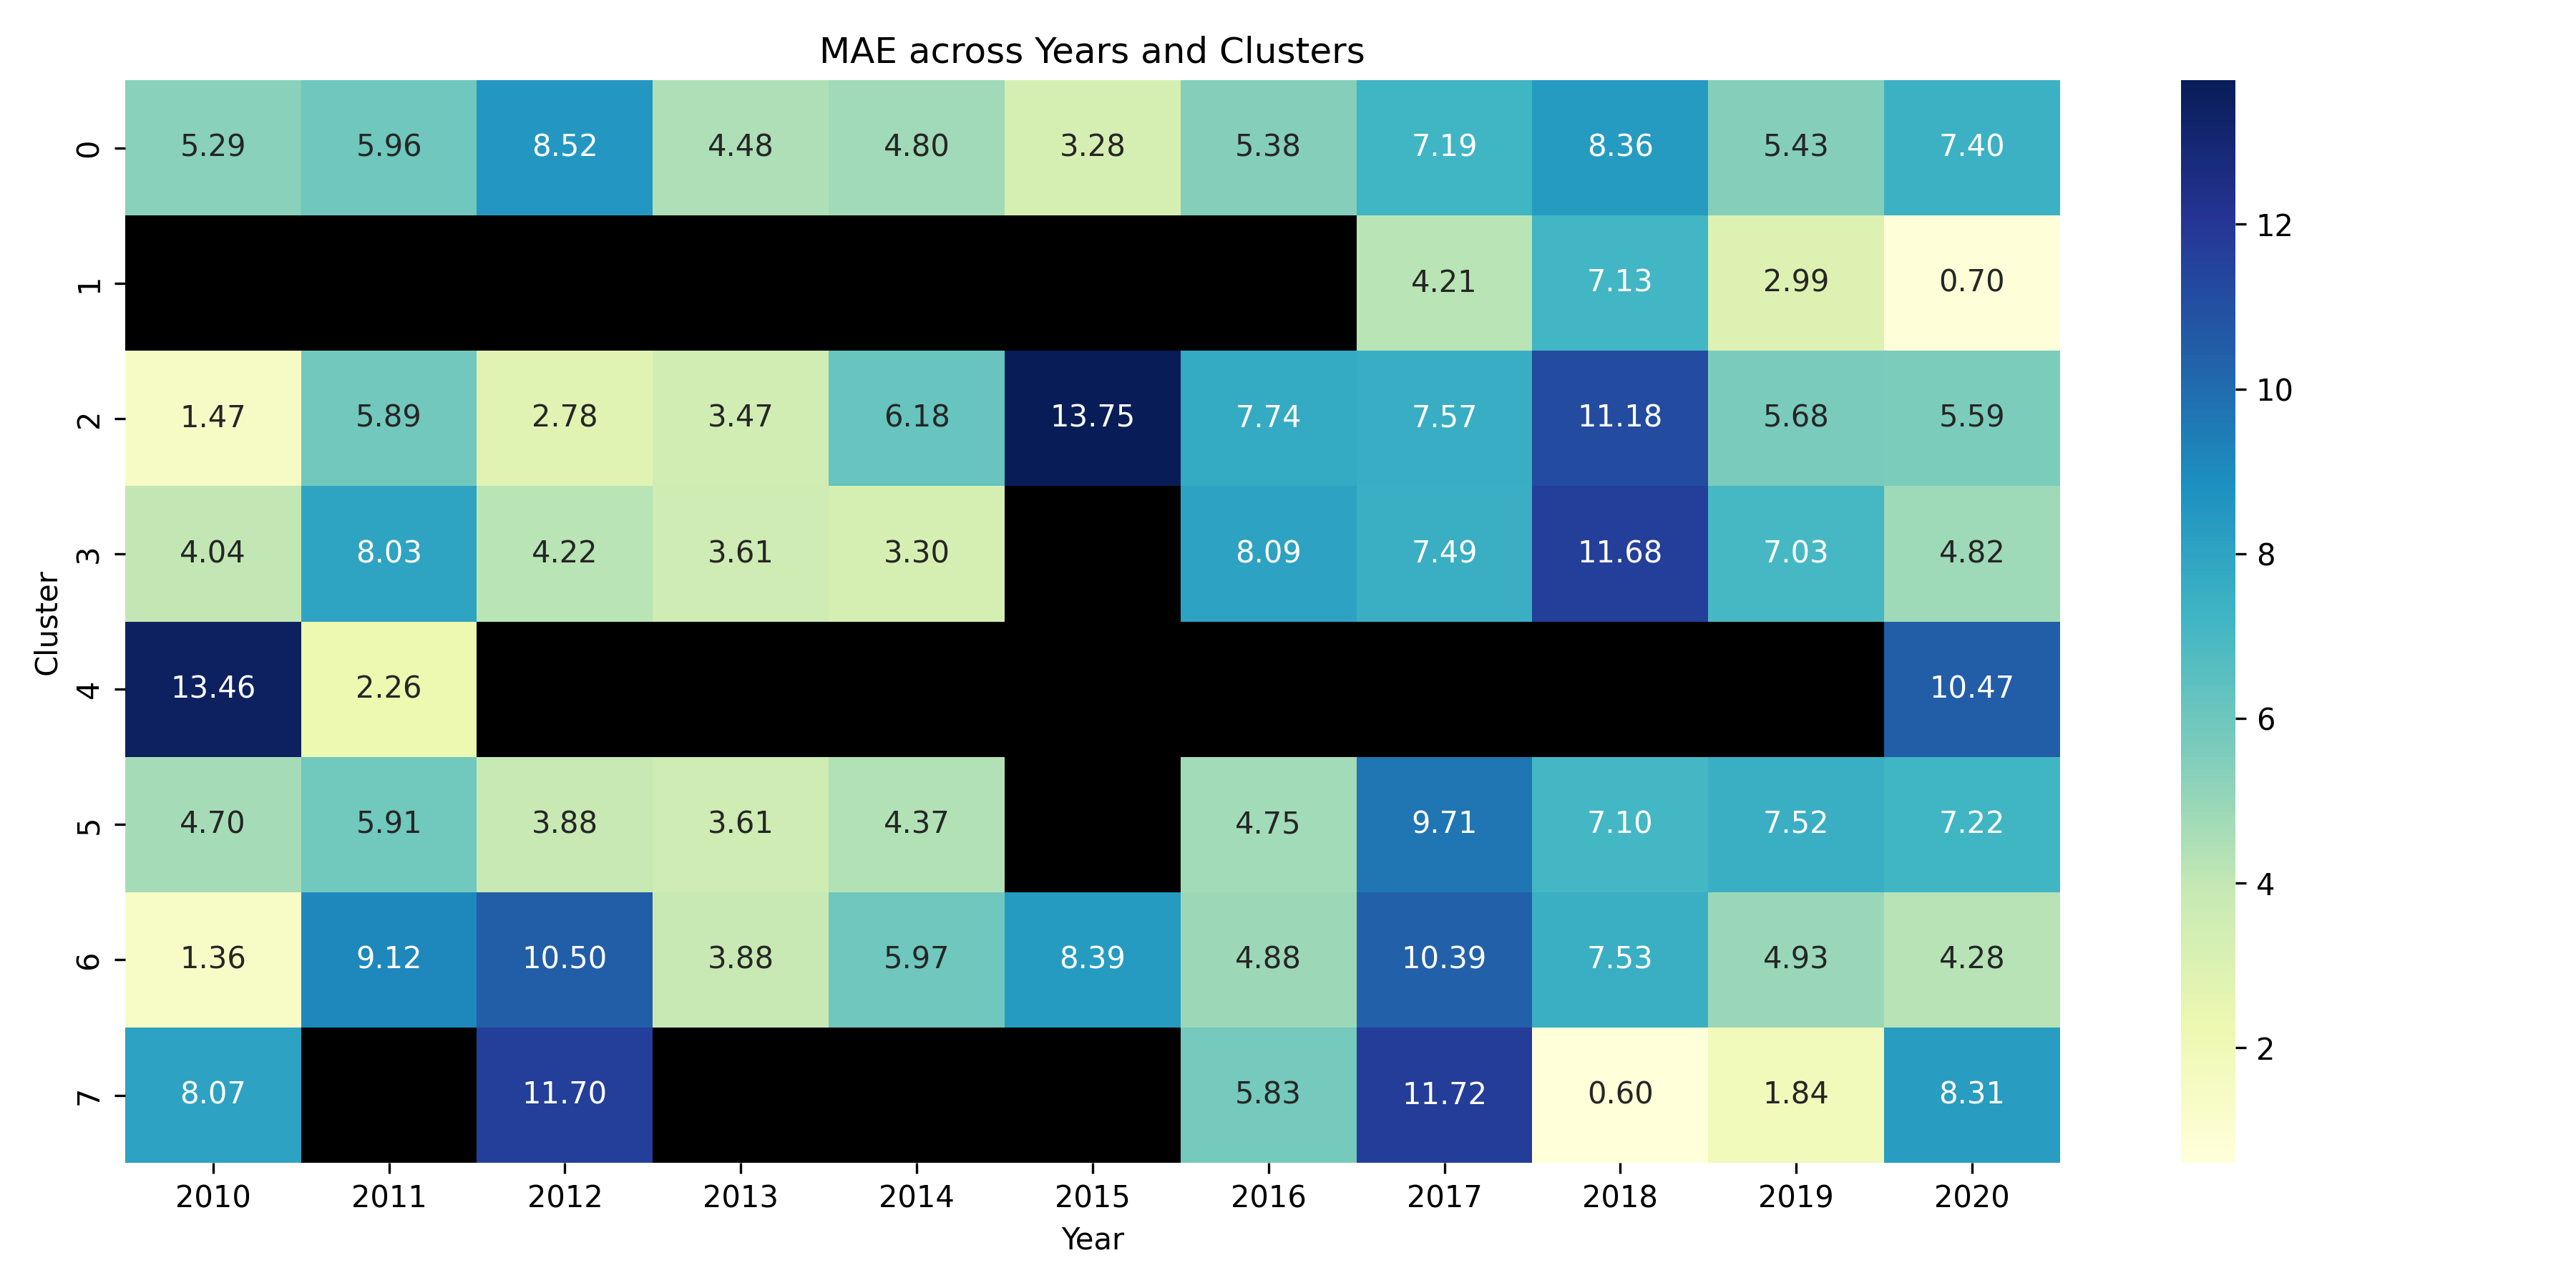 MAE across Years and Clusters
0 5.29 5.96 8.52 4.48 4.80 3.28 5.38 7.19 8.36 5.43 7.40
1 4.21 7.13 2.99 0.70
2 1.47 5.89 2.78 3.47 6.18 13.75 7.74 7.57 11.18 5.68 5.59
3 4.04 8.03 4.22 3.61 3.30 8.09 7.49 11.68 7.03 4.82
Cluster
4 13.46 2.26 10.47
5 4.70 5.91 3.88 3.61 4.37 4.75 9.71 7.10 7.52 7.22
6 1.36 9.12 10.50 3.88 5.97 8.39 4.88 10.39 7.53 4.93 4.28
7 8.07 11.70 5.83 11.72 0.60 1.84 8.31
2010 2011 2012 2013 2014 2015 2016 2017 2018 2019 2020
Year
12
10
8
6
4
2